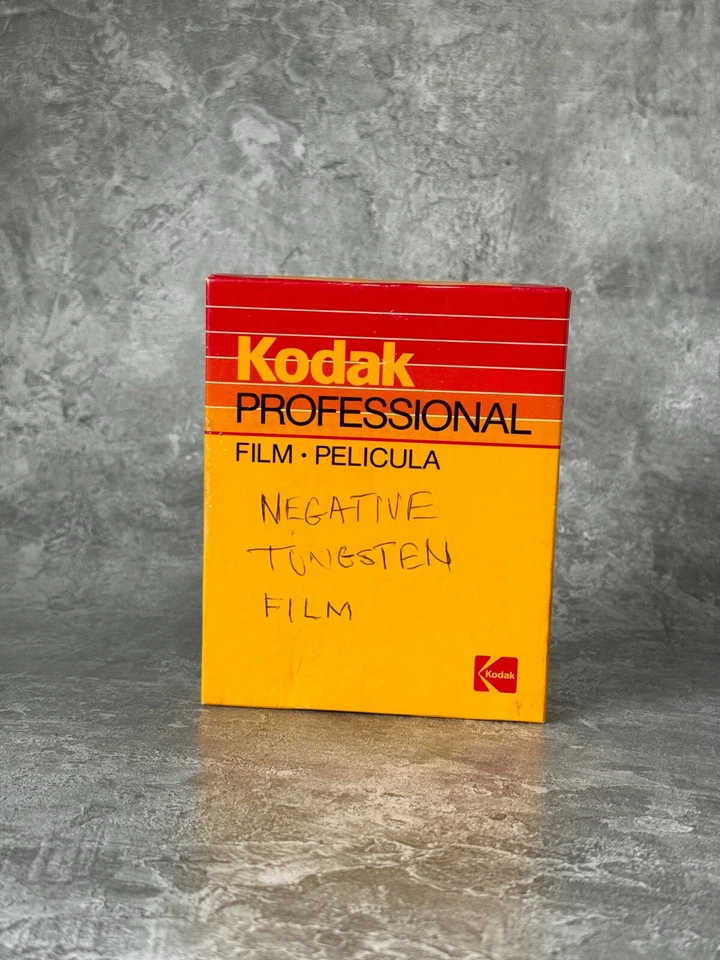 Kodak
PROFESSIONAL
FILM • PELICULA
NEGATIVE
TUNGSTEN
FILM
Kodak